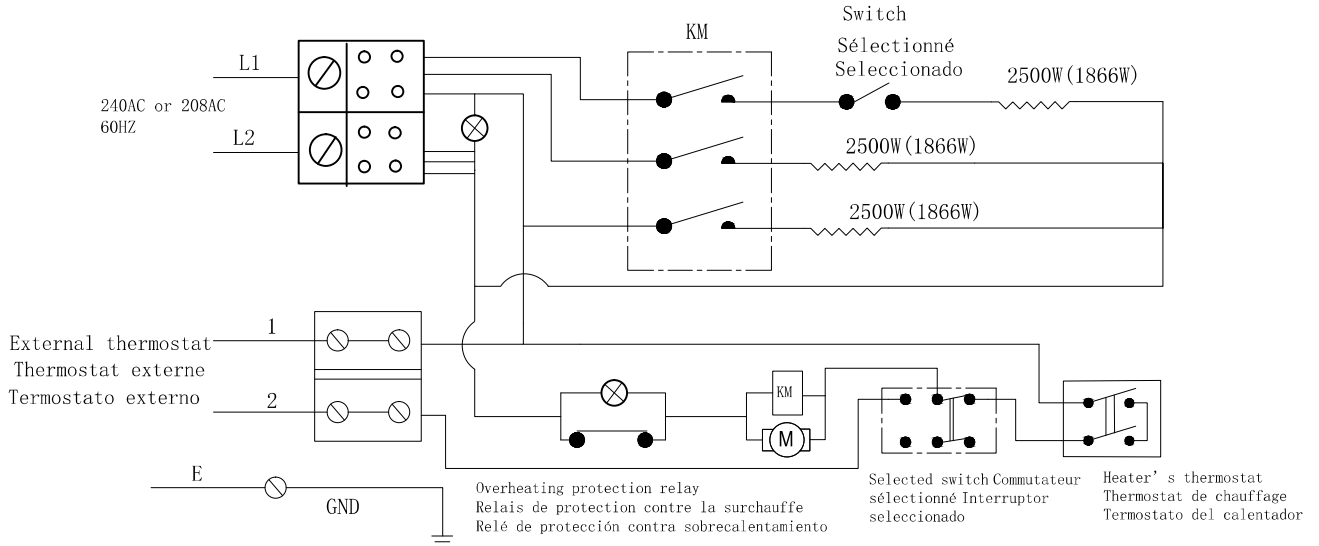 Switch
Sélectionné
Seleccionado
KM
L1
2500W(1866W)
240AC or 208AC
60HZ
L2
2500W(1866W)
2500W(1866W)
1
External thermostat
Thermostat externe
Termostato externo
2
KM
M
E
GND
Overheating protection relay
Relais de protection contre la surchauffe
Relé de protección contra sobrecalentamiento
Selected switch Commutateur
sélectionné Interruptor
seleccionado
Heater's thermostat
Thermostat de chauffage
Termostato del calentador